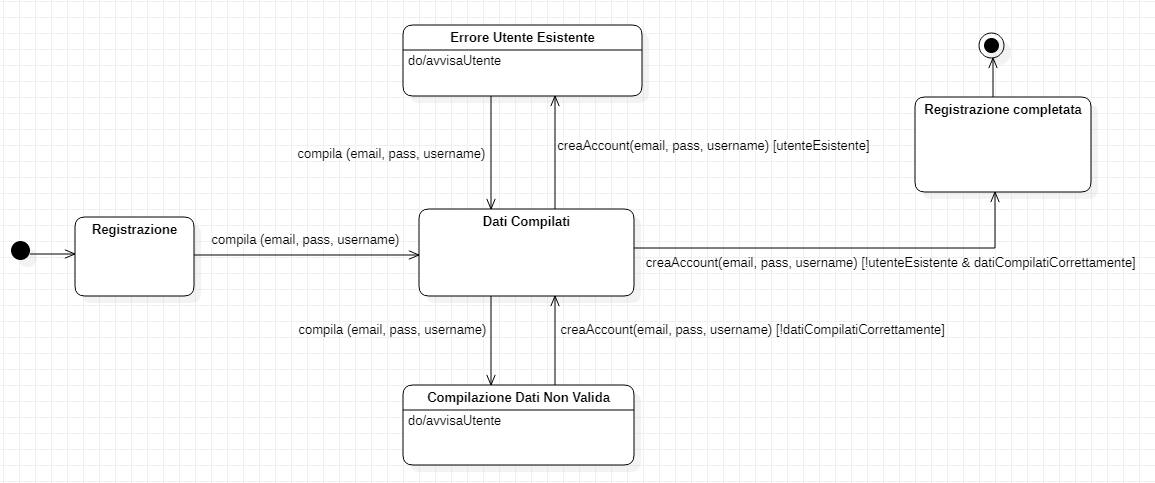 Errore Utente Esistente
do/avvisaUtente
Registrazione completata
creaAccount(email, pass, username) [utenteEsistente]
compila (email, pass, username)
Registrazione
Dati Compilati
compila (email, pass, username)
creaAccount(email, pass, username) [!utenteEsistente & datiCompilatiCorrettamente]
compila (email, pass, username)
creaAccount(email, pass, username) [!datiCompilatiCorrettamente]
Compilazione Dati Non Valida
do/avvisaUtente